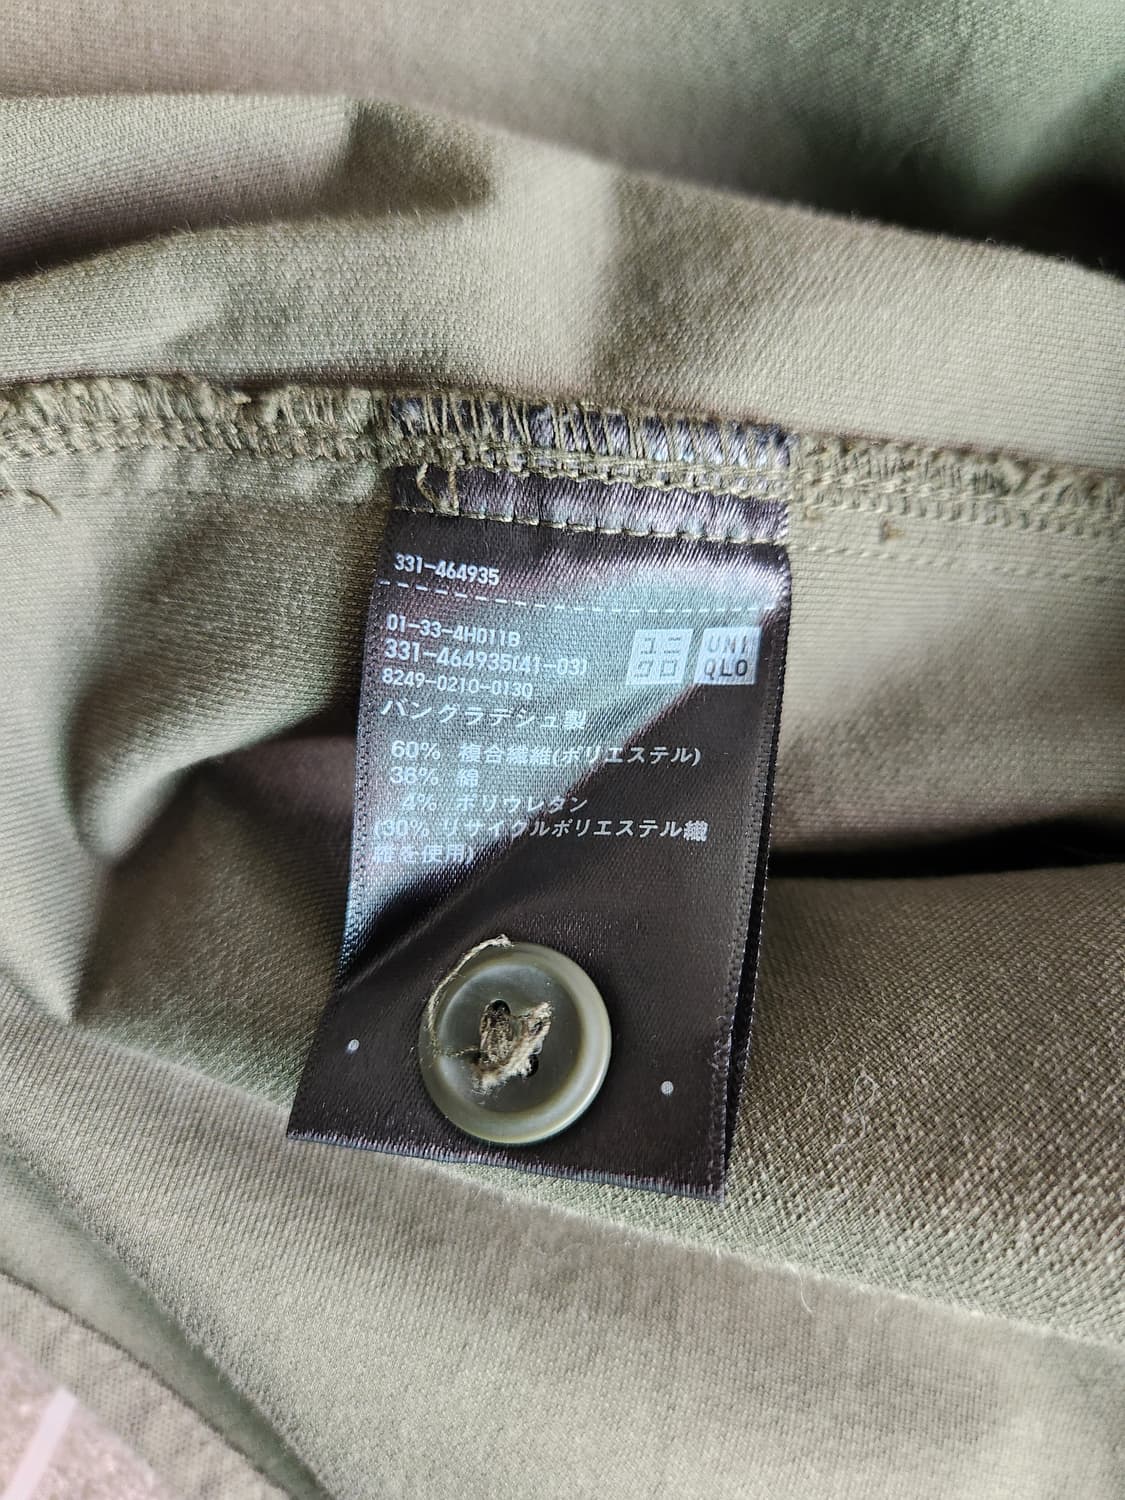 331-464935
01-33-4H011B
331-464935(41-03)
8249-0210-0130
ユニ
クロ
UNI
QLO
バングラデシュ製
60% 複合繊維(ポリエステル)
36% 綿
4% ポリウレタン
(30% リサイクルポリエステル繊
維を使用)